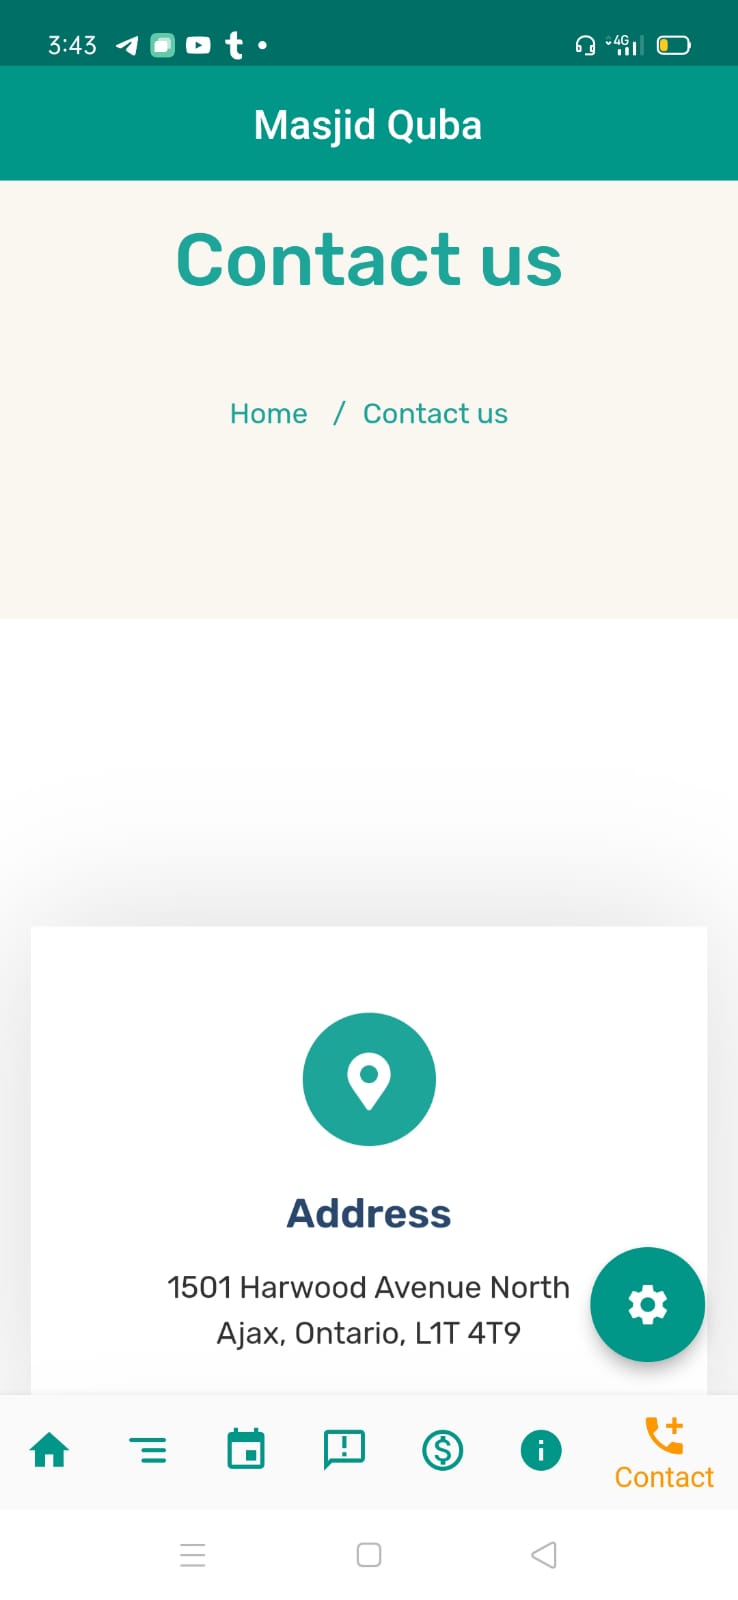 3:43
4G
Masjid Quba
Contact us
Home / Contact us
Address
1501 Harwood Avenue North
Ajax, Ontario, L1T 4T9
Contact